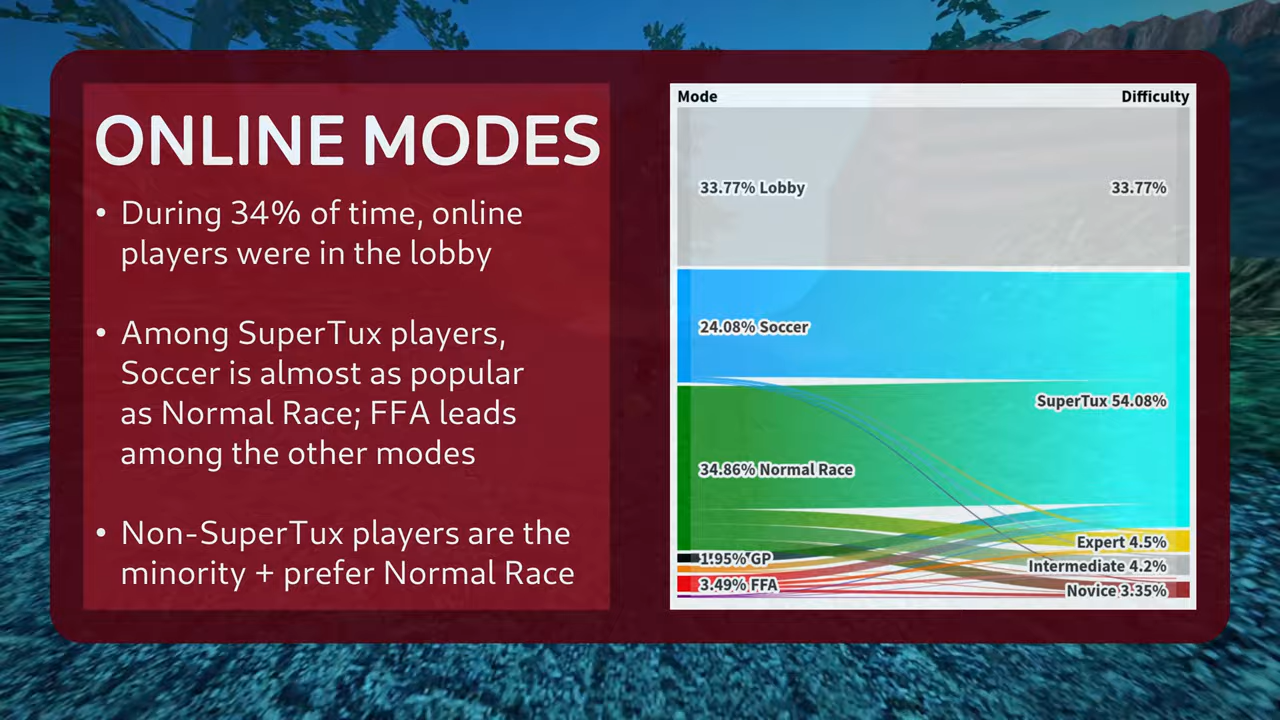 ONLINE MODES
• During 34% of time, online
players were in the lobby
• Among SuperTux players,
Soccer is almost as popular
as Normal Race; FFA leads
among the other modes
• Non-SuperTux players are the
minority + prefer Normal Race
Mode
Difficulty
33.77% Lobby
33.77%
24.08% Soccer
SuperTux 54.08%
34.86% Normal Race
Expert 4.5%
1.95% GP
Intermediate 4.2%
3.49% FFA
Novice 3.35%